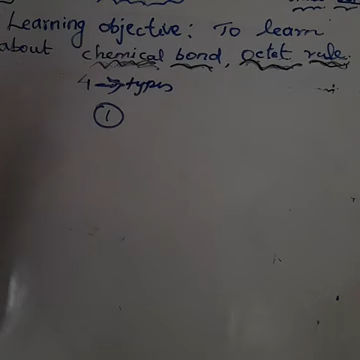 Learning objective: To learn
about chemical bond, octet rule.
4 → types
1